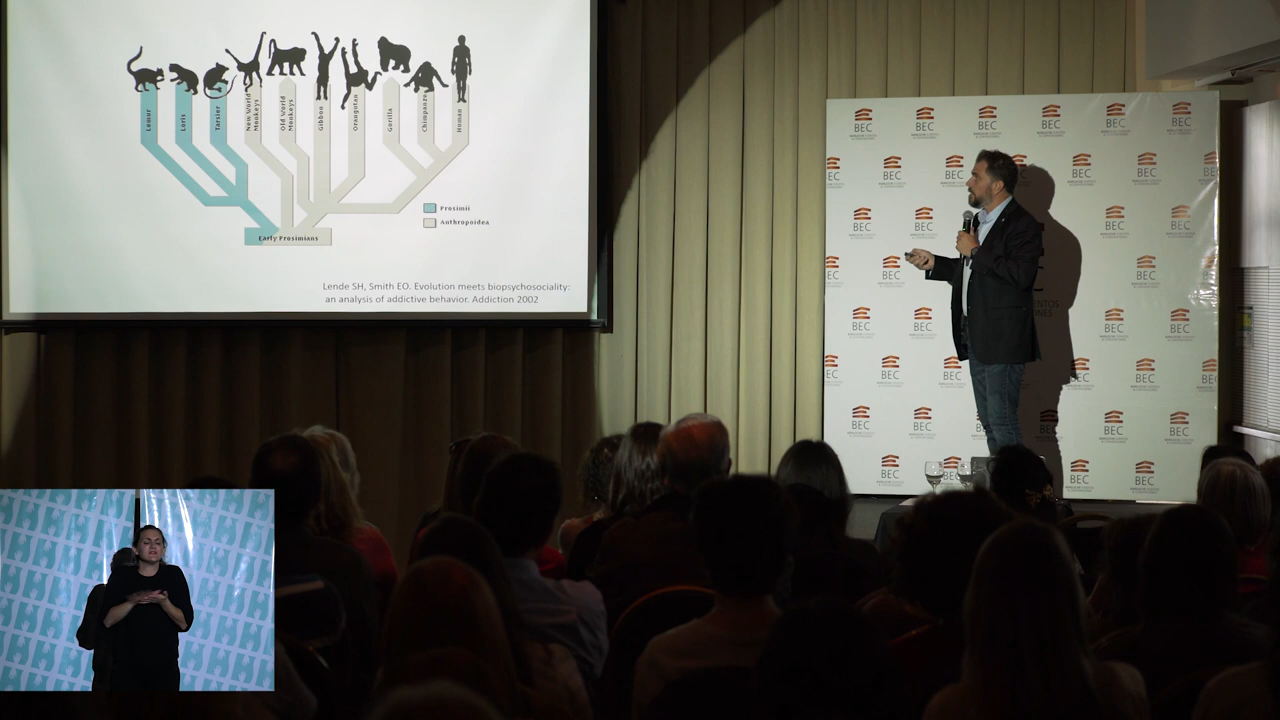 Lemur
Loris
Tarsier
New World
Monkeys
Old World
Monkeys
Gibbon
Orangutan
Gorilla
Chimpanzee
Human
Prosimii
Anthropoidea
Early Prosimians
Lende SH, Smith EO. Evolution meets biopsychosociality:
an analysis of addictive behavior. Addiction 2002
BEC